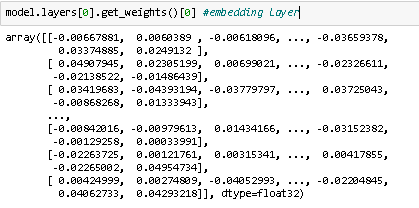 model.layers[0].get_weights()[0] #embedding Layer
array([[-0.00667881, 0.0060389 , -0.00618096, ..., -0.03659378,
0.03374885, 0.0249132 ],
[ 0.04907945, 0.02305199, 0.00699021, ..., -0.02326611,
-0.02138522, -0.01486439],
[ 0.03419683, -0.04393194, -0.03779797, ..., 0.03725043,
-0.00868268, 0.01333943],
...,
[-0.00842016, -0.00979613, 0.01434166, ..., -0.03152382,
-0.00129258, 0.00033991],
[-0.02263725, 0.00121761, 0.00315341, ..., 0.00417855,
-0.02265002, 0.04954734],
[ 0.00424999, 0.00274809, -0.04052993, ..., -0.02204845,
0.04062733, 0.04293218]], dtype=float32)